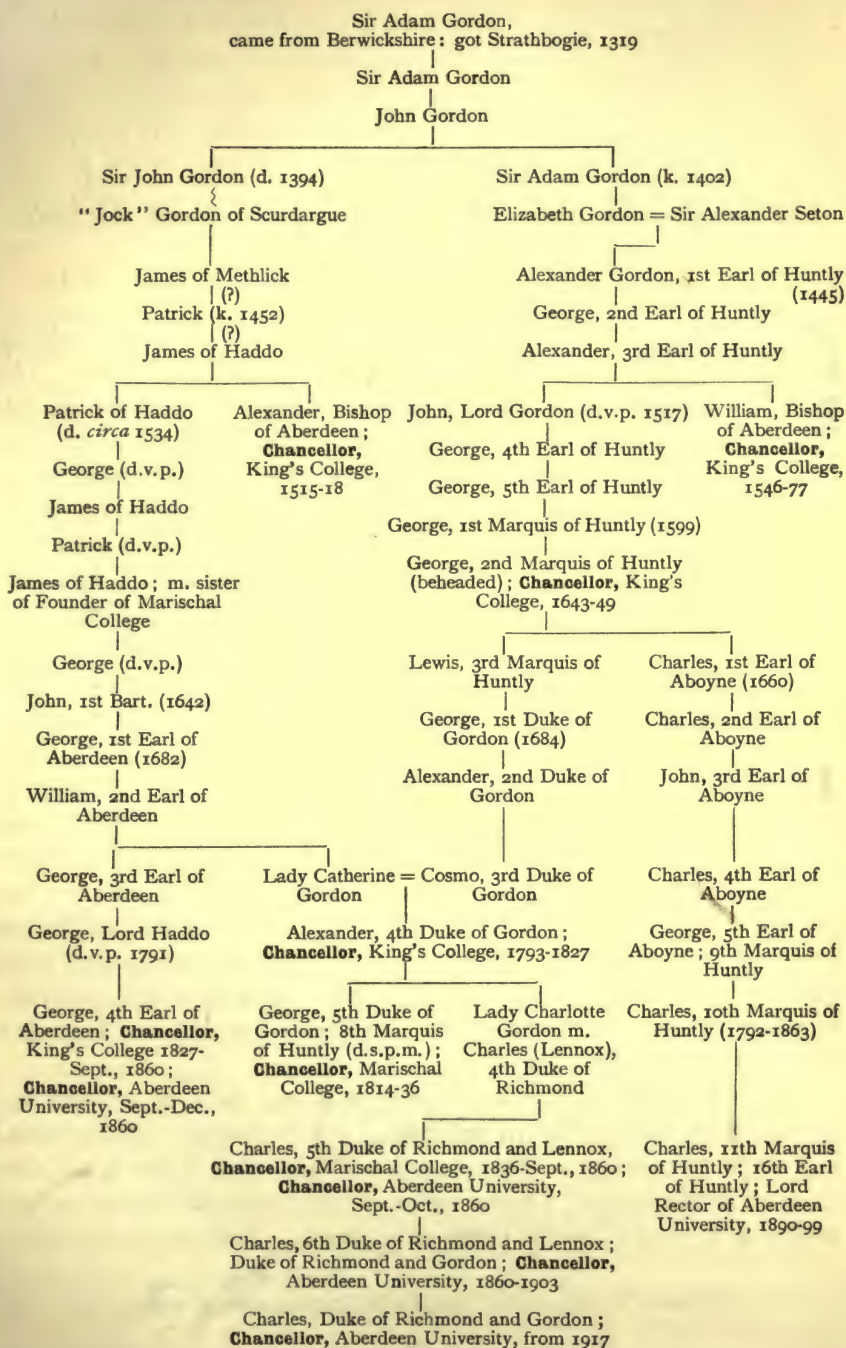 Sir Adam Gordon,
came from Berwickshire: got Strathbogie, 1319
Sir Adam Gordon
John Gordon
Sir John Gordon (d. 1394)
Sir Adam Gordon (k. 1402)
"Jock" Gordon of Scurdargue
Elizabeth Gordon = Sir Alexander Seton
James of Methlick
(?)
Patrick (k. 1452)
(?)
James of Haddo
Alexander Gordon, 1st Earl of Huntly
(1445)
George, 2nd Earl of Huntly
Alexander, 3rd Earl of Huntly
Patrick of Haddo
(d. circa 1534)
Alexander, Bishop
of Aberdeen;
Chancellor,
King's College,
1515-18
John, Lord Gordon (d.v.p. 1517)
William, Bishop
of Aberdeen;
Chancellor,
King's College,
1546-77
George (d.v.p.)
James of Haddo
Patrick (d.v.p.)
James of Haddo; m. sister
of Founder of Marischal
College
George (d.v.p.)
John, 1st Bart. (1642)
George, 1st Earl of
Aberdeen (1682)
William, 2nd Earl of
Aberdeen
George, 4th Earl of Huntly
George, 5th Earl of Huntly
George, 1st Marquis of Huntly (1599)
George, 2nd Marquis of Huntly
(beheaded); Chancellor, King's
College, 1643-49
Lewis, 3rd Marquis of
Huntly
George, 1st Duke of
Gordon (1684)
Alexander, 2nd Duke of
Gordon
Charles, 1st Earl of
Aboyne (1660)
Charles, 2nd Earl of
Aboyne
John, 3rd Earl of
Aboyne
George, 3rd Earl of
Aberdeen
Lady Catherine = Cosmo, 3rd Duke of
Gordon Gordon
Charles, 4th Earl of
Aboyne
George, Lord Haddo
(d.v.p. 1791)
Alexander, 4th Duke of Gordon;
Chancellor, King's College, 1793-1827
George, 5th Earl of
Aboyne; 9th Marquis of
Huntly
George, 4th Earl of
Aberdeen; Chancellor,
King's College 1827-
Sept., 1860;
Chancellor, Aberdeen
University, Sept.-Dec.,
1860
George, 5th Duke of
Gordon; 8th Marquis
of Huntly (d.s.p.m.);
Chancellor, Marischal
College, 1814-36
Lady Charlotte
Gordon m.
Charles (Lennox),
4th Duke of
Richmond
Charles, 10th Marquis of
Huntly (1792-1863)
Charles, 5th Duke of Richmond and Lennox,
Chancellor, Marischal College, 1836-Sept., 1860;
Chancellor, Aberdeen University,
Sept.-Oct., 1860
Charles, 11th Marquis
of Huntly; 16th Earl
of Huntly; Lord
Rector of Aberdeen
University, 1890-99
Charles, 6th Duke of Richmond and Lennox;
Duke of Richmond and Gordon; Chancellor,
Aberdeen University, 1860-1903
Charles, Duke of Richmond and Gordon;
Chancellor, Aberdeen University, from 1917